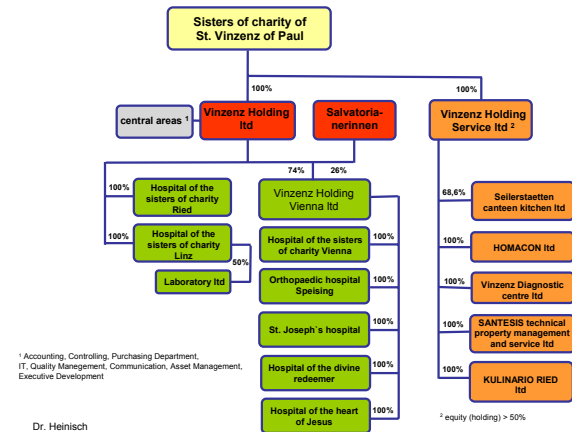 Sisters of charity of
St. Vinzenz of Paul
100%
100%
central areas ¹
Vinzenz Holding
ltd
Salvatoria-
nerinnen
Vinzenz Holding
Service ltd ²
74%
26%
100%
Hospital of the
sisters of charity
Ried
100%
Hospital of the
sisters of charity
Linz
50%
Laboratory ltd
Vinzenz Holding
Vienna ltd
Hospital of the sisters
of charity Vienna
100%
Orthopaedic hospital
Speising
100%
St. Joseph`s hospital
100%
Hospital of the divine
redeemer
100%
Hospital of the heart
of Jesus
100%
68,6%
Seilerstaetten
canteen kitchen ltd
100%
HOMACON ltd
100%
Vinzenz Diagnostic
centre ltd
100%
SANTESIS technical
property management
and service ltd
100%
KULINARIO RIED
ltd
¹ Accounting, Controlling, Purchasing Department,
IT, Quality Manegement, Communication, Asset Management,
Executive Development
² equity (holding) > 50%
Dr. Heinisch